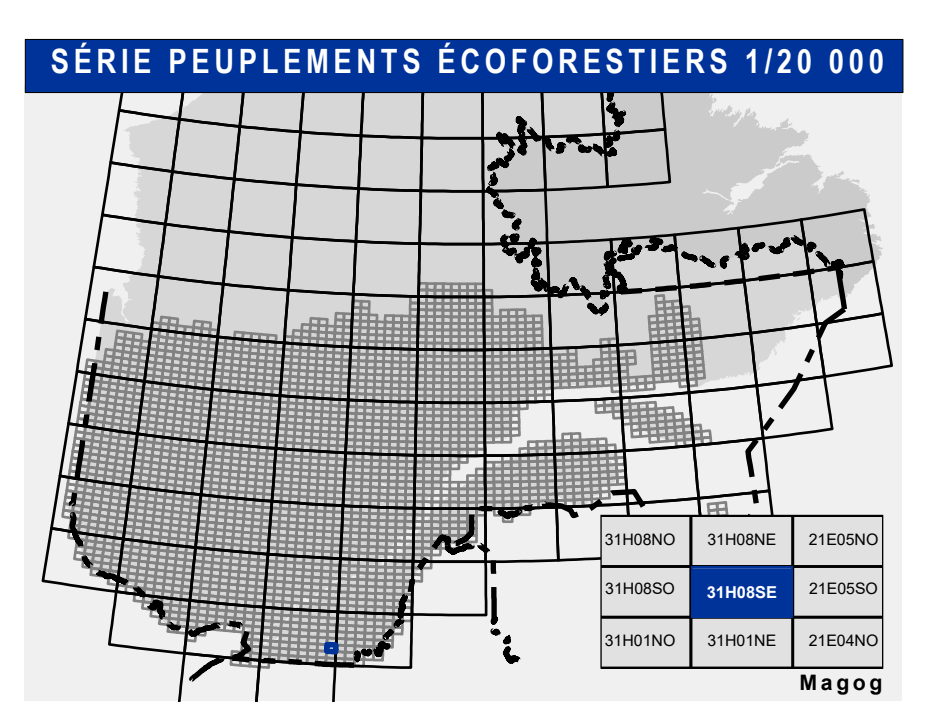 SÉRIE PEUPLEMENTS ÉCOFORESTIERS 1/20 000
31H08NO 31H08NE 21E05NO
31H08SO 31H08SE 21E05SO
31H01NO 31H01NE 21E04NO
Magog